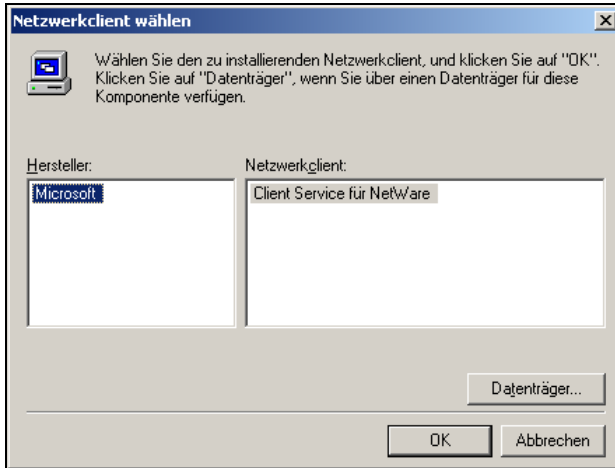 Netzwerkclient wählen
Wählen Sie den zu installierenden Netzwerkclient, und klicken Sie auf "OK".
Klicken Sie auf "Datenträger", wenn Sie über einen Datenträger für diese
Komponente verfügen.
Hersteller:
Netzwerkclient:
Microsoft
Client Service für NetWare
Datenträger...
OK
Abbrechen